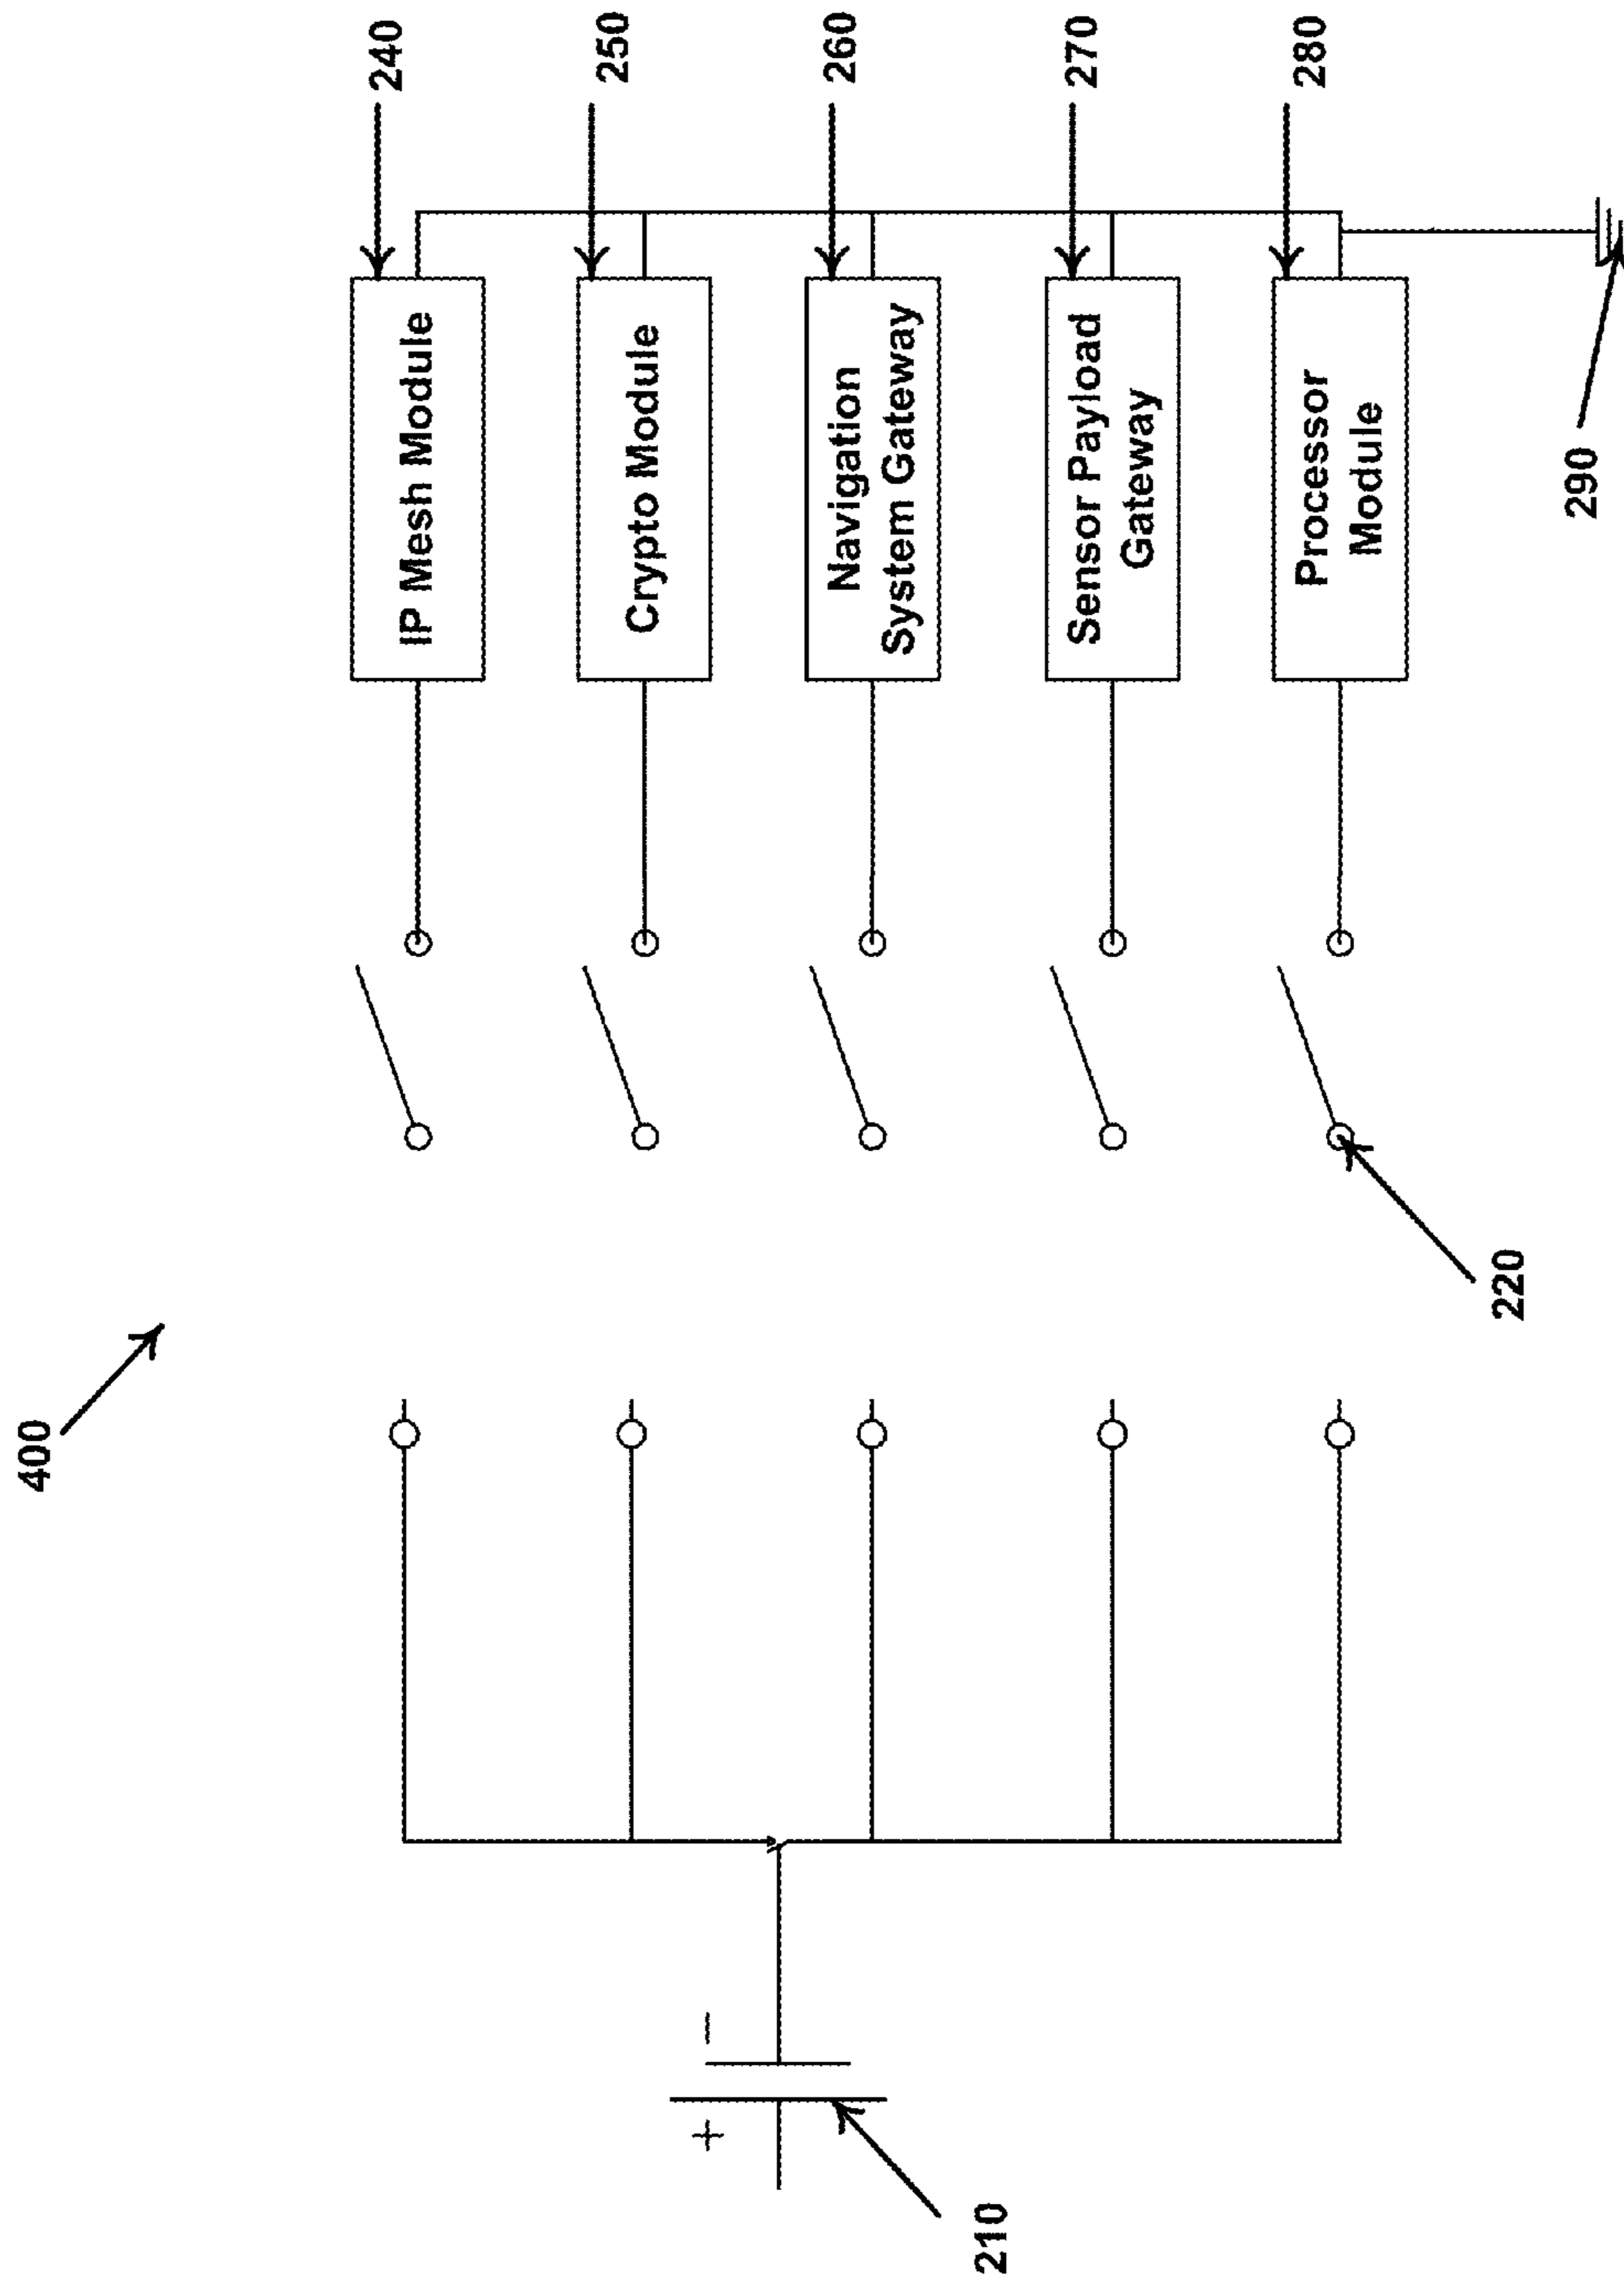 400
240
IP Mesh Module
250
Crypto Module
260
Navigation
System Gateway
270
Sensor Payload
Gateway
280
Processor
Module
290
220
210
+
−